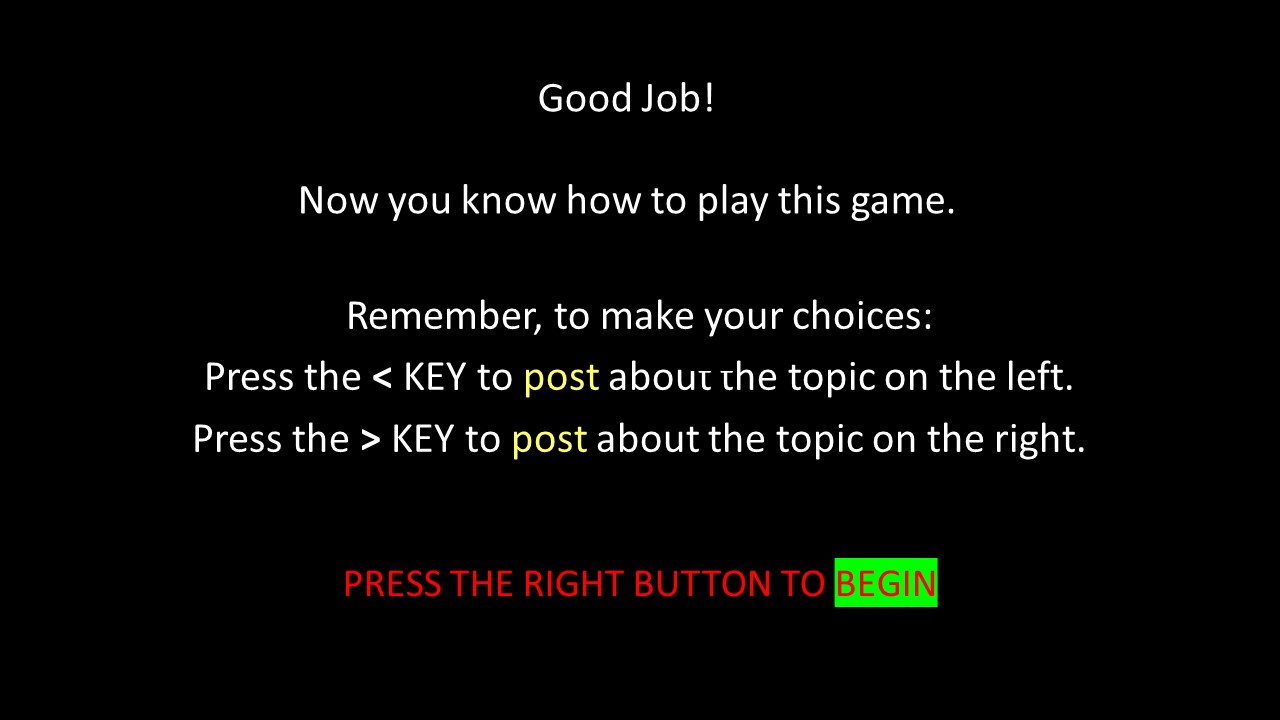 Good Job!
Now you know how to play this game.
Remember, to make your choices:
Press the < KEY to post abouτ τhe topic on the left.
Press the > KEY to post about the topic on the right.
PRESS THE RIGHT BUTTON TO BEGIN